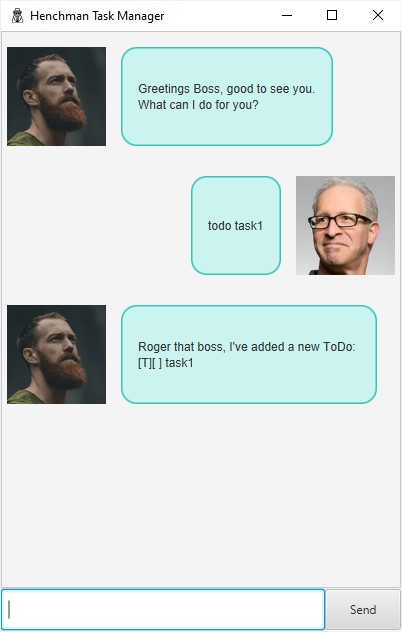 Henchman Task Manager
Greetings Boss, good to see you.
What can I do for you?
todo task1
Roger that boss, I've added a new ToDo:
[T][ ] task1
Send